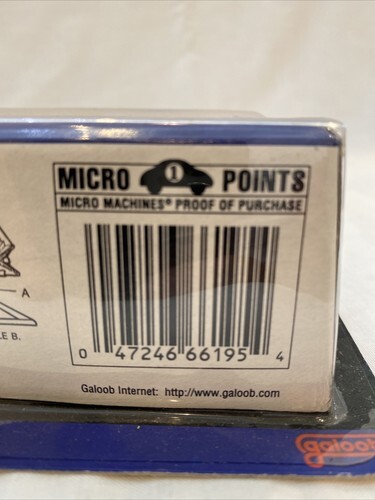 MICRO 1 POINTS
MICRO MACHINES® PROOF OF PURCHASE
A
LE B.
0 47246 66195 4
Galoob Internet: http://www.galoob.com
galoob